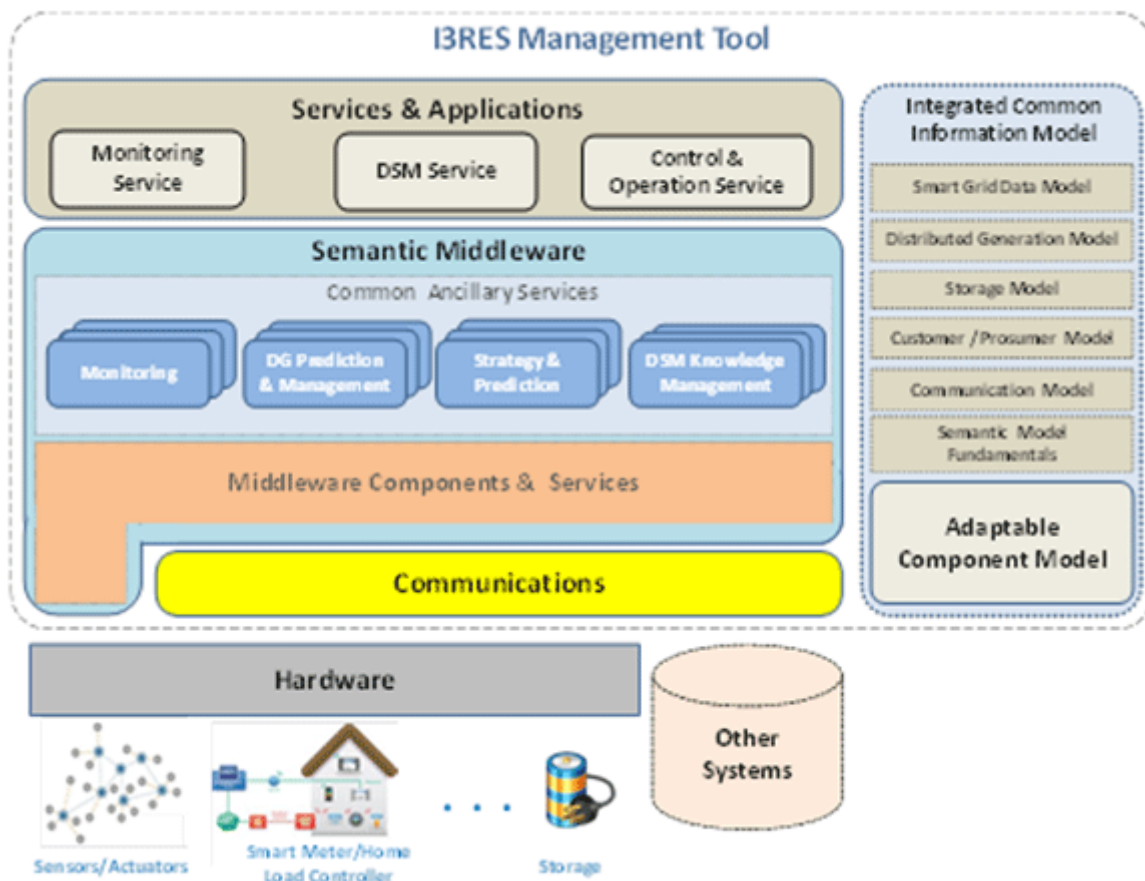 I3RES Management Tool
Services & Applications
Monitoring
Service
DSM Service
Control &
Operation Service
Semantic Middleware
Common Ancillary Services
Monitoring
DG Prediction
& Management
Strategy &
Prediction
DSM Knowledge
Management
Middleware Components & Services
Communications
Integrated Common
Information Model
Smart Grid Data Model
Distributed Generation Model
Storage Model
Customer / Prosumer Model
Communication Model
Semantic Model
Fundamentals
Adaptable
Component Model
Hardware
Other
Systems
Sensors/Actuators
Smart Meter/Home
Load Controller
Storage